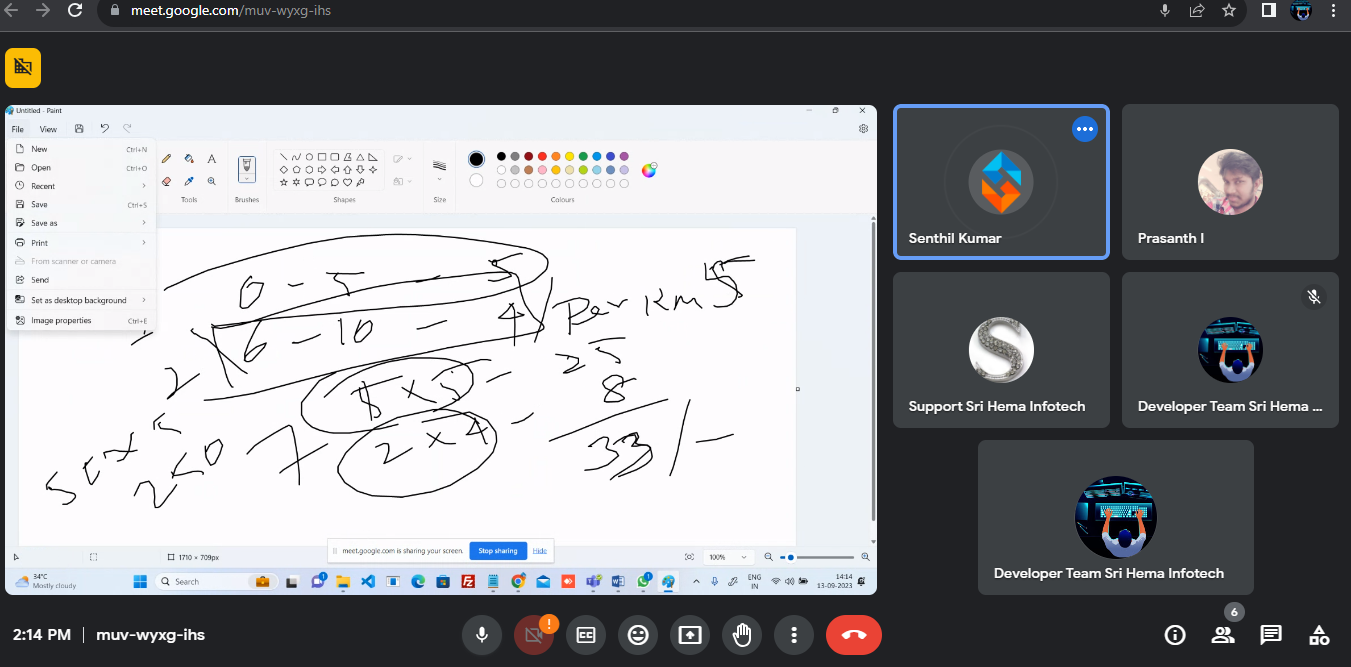 meet.google.com/muv-wyxg-ihs
Untitled - Paint
File View
New Ctrl+N
Open Ctrl+O
Recent
Save Ctrl+S
Save as
Print
From scanner or camera
Send
Set as desktop background
Image properties Ctrl+E
Tools
Brushes
Shapes
Size
Colours
0 - 5 - 5
6 - 10 - 4 / Per KM 5
2 -
5 x 5 - 25
7 - 2 x 4 - 8
33/-
1710 × 709px
100%
meet.google.com is sharing your screen. Stop sharing Hide
34°C
Mostly cloudy
Search
ENG
IN
14:14
13-09-2023
Senthil Kumar
Prasanth I
Support Sri Hema Infotech
Developer Team Sri Hema ...
Developer Team Sri Hema Infotech
2:14 PM | muv-wyxg-ihs
6